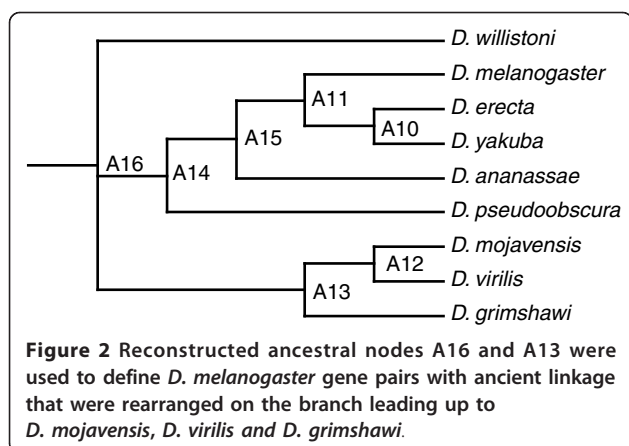 D. willistoni
D. melanogaster
A11
D. erecta
A10
A15
D. yakuba
A16
A14
D. ananassae
D. pseudoobscura
D. mojavensis
A12
D. virilis
A13
D. grimshawi
Figure 2 Reconstructed ancestral nodes A16 and A13 were
used to define D. melanogaster gene pairs with ancient linkage
that were rearranged on the branch leading up to
D. mojavensis, D. virilis and D. grimshawi.